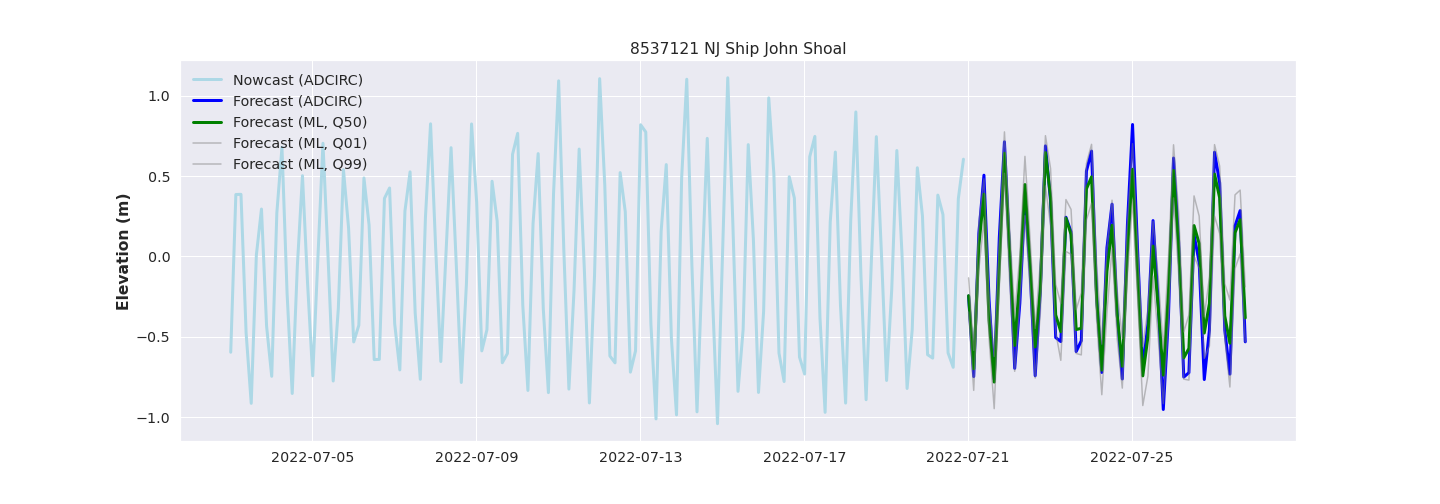 8537121 NJ Ship John Shoal
Nowcast (ADCIRC)
Forecast (ADCIRC)
Forecast (ML, Q50)
Forecast (ML, Q01)
Forecast (ML, Q99)
Elevation (m)
1.0
0.5
0.0
−0.5
−1.0
2022-07-05
2022-07-09
2022-07-13
2022-07-17
2022-07-21
2022-07-25